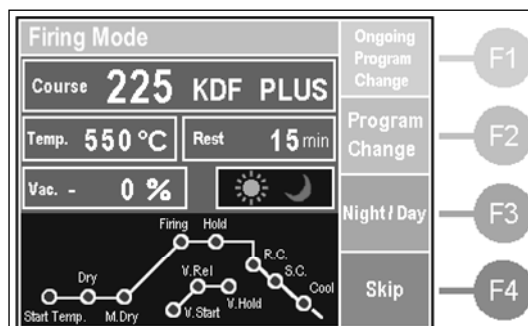 Firing Mode
Course 225 KDF PLUS
Temp. 550 °C Rest 15 min
Vac. - 0 %
Firing Hold
R.C.
Dry V.Rel S.C.
Cool
Start Temp. M.Dry V.Start V.Hold
Ongoing
Program
Change
F1
Program
Change
F2
Night / Day
F3
Skip
F4